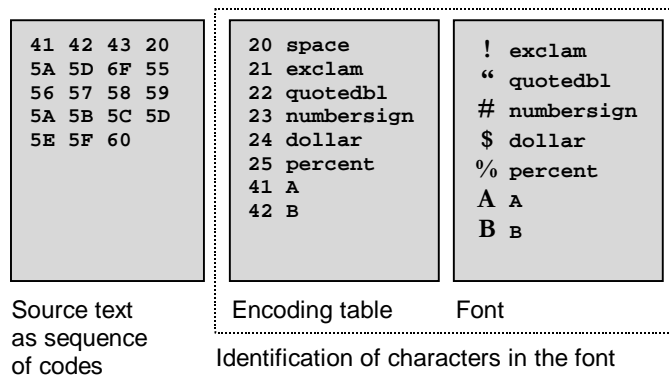 41 42 43 20
5A 5D 6F 55
56 57 58 59
5A 5B 5C 5D
5E 5F 60
Source text
as sequence
of codes
20 space
21 exclam
22 quotedbl
23 numbersign
24 dollar
25 percent
41 A
42 B
Encoding table
! exclam
“ quotedbl
# numbersign
$ dollar
% percent
A A
B B
Font
Identification of characters in the font